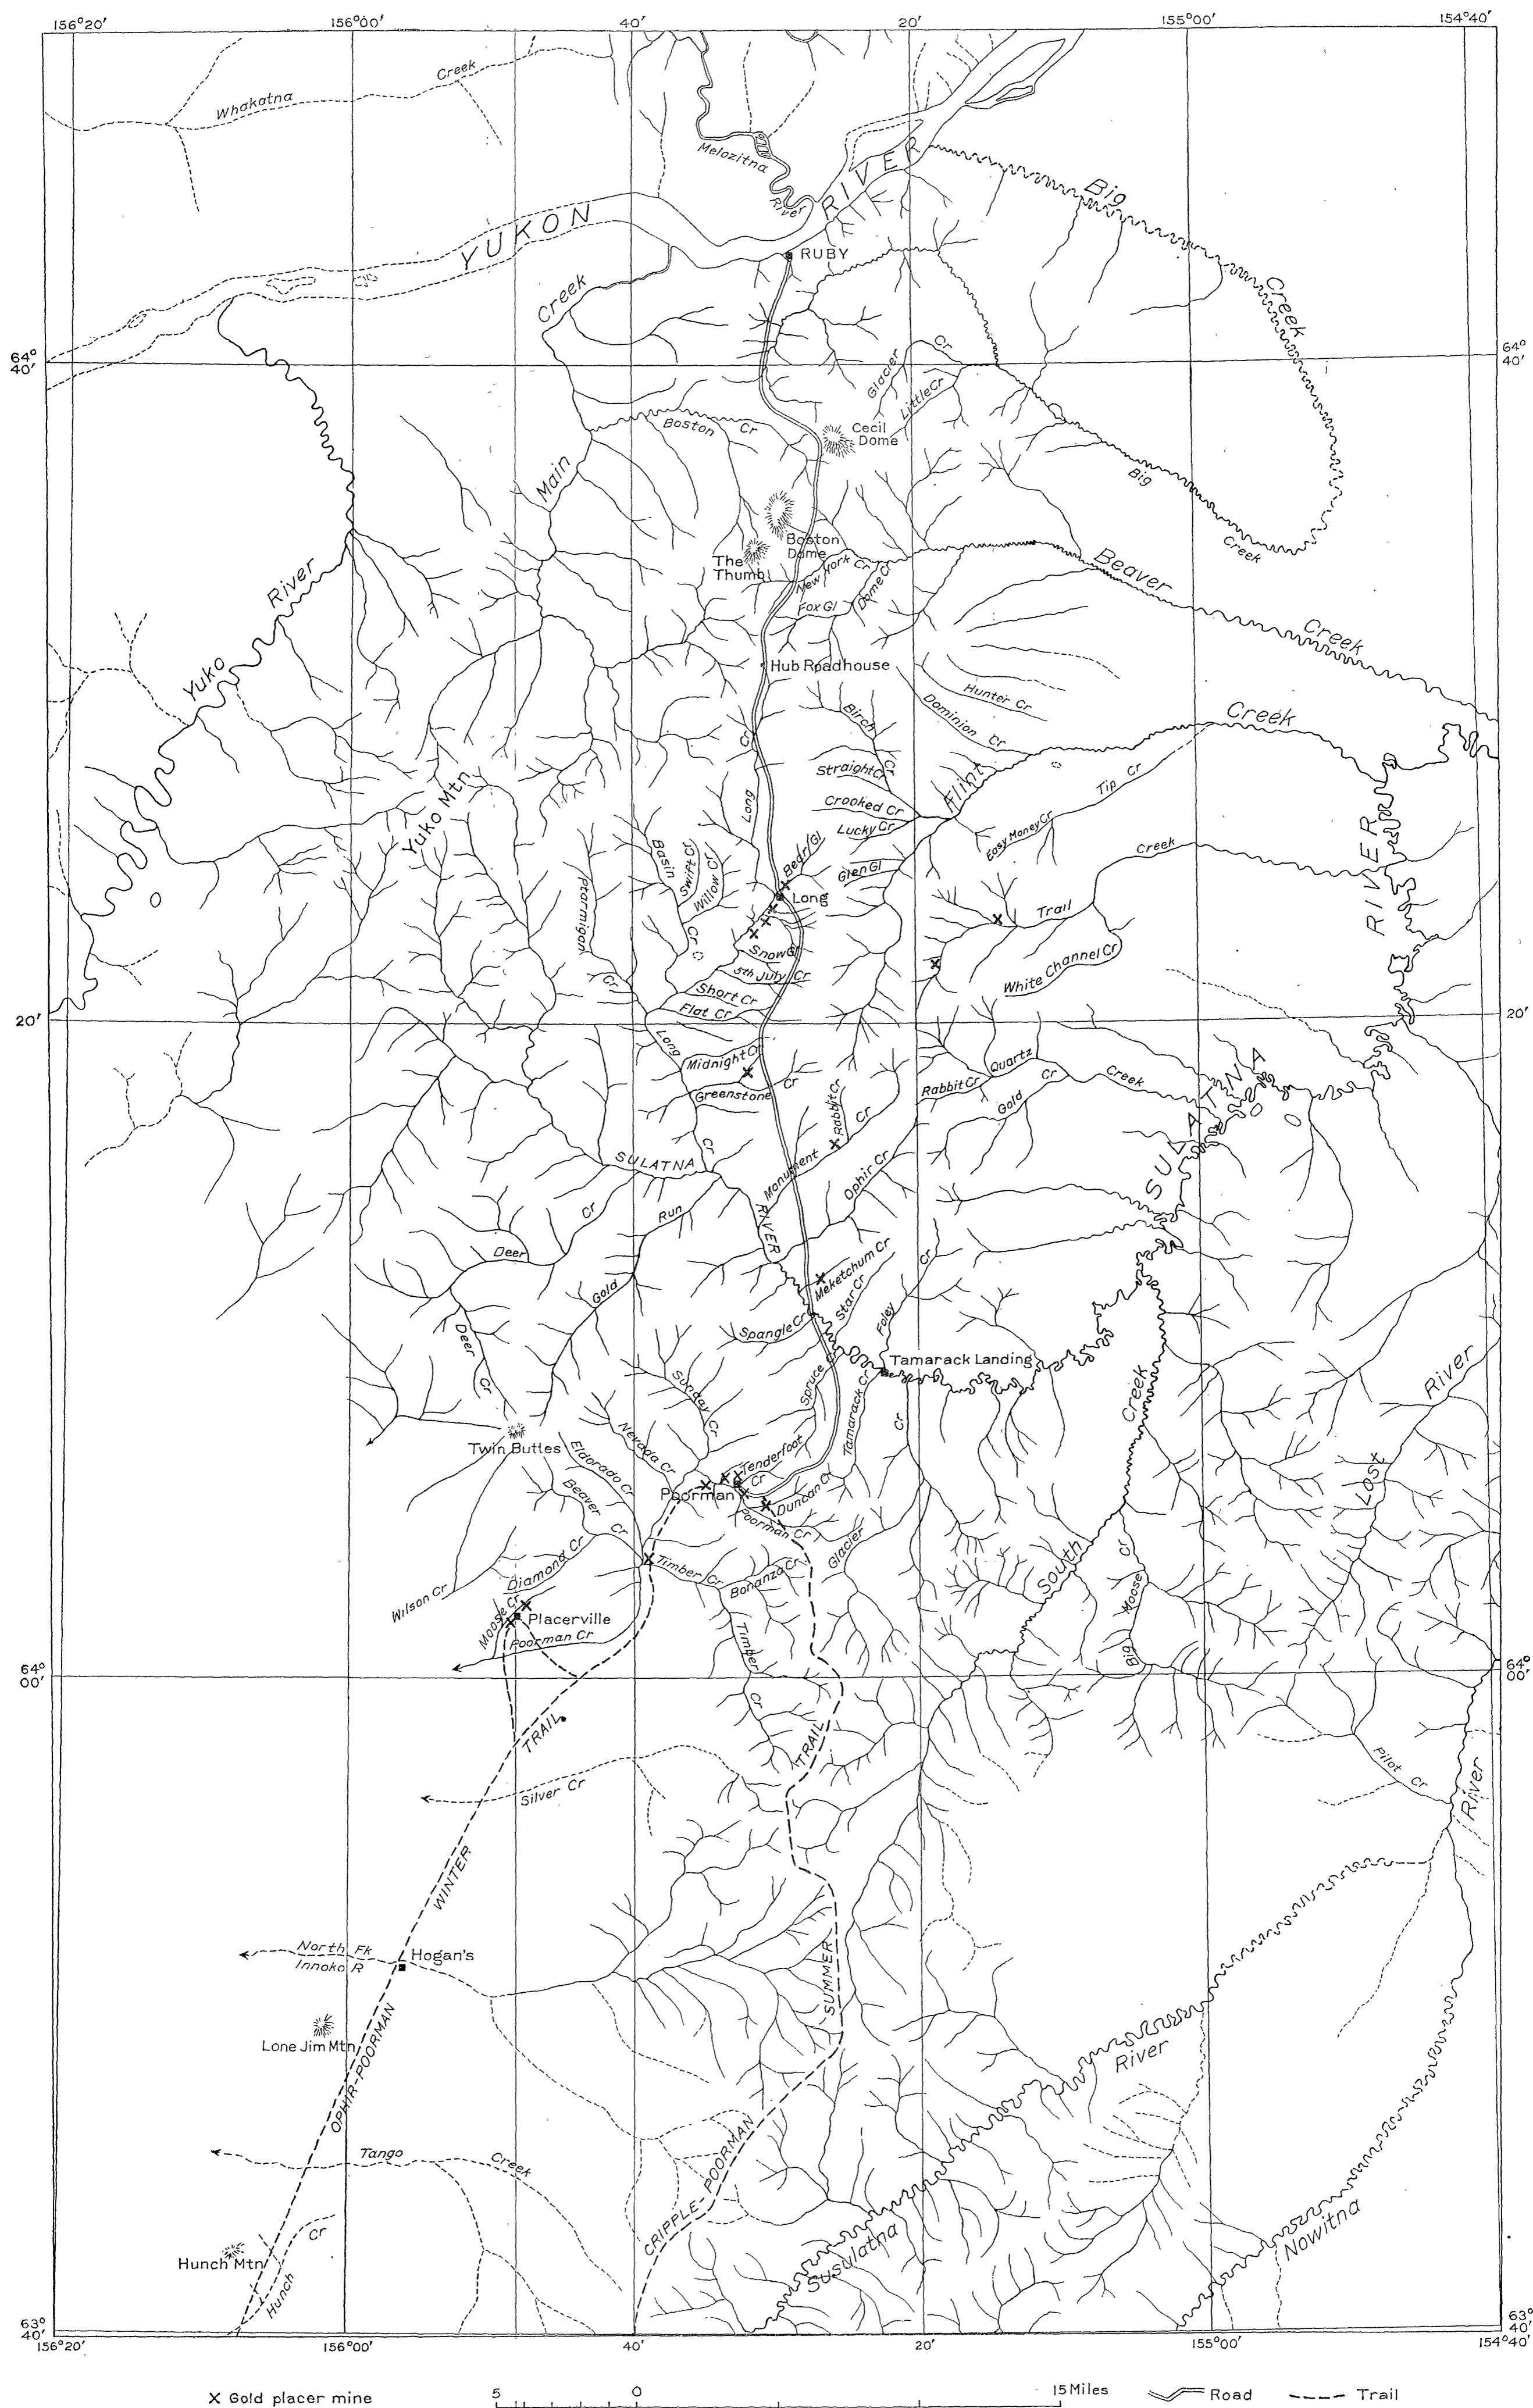 156°20′ 156°00′ 40′ 20′ 155°00′ 154°40′
Whakatna Creek
Melozitna River
YUKON RIVER
RUBY
Big Creek
Creek
64° 40′
64° 40′
Glacier Cr
Little Cr
Boston Cr
Cecil Dome
Big Creek
Main
Boston Dome
The Thumb
New York Cr
Dome Cr
Fox Gl
Beaver Creek
Yuko River
Hub Roadhouse
Hunter Cr
Dominion Cr
Birch Cr
Flint Creek
Straight Cr
Crooked Cr
Lucky Cr
Glen Gl
Tip Cr
Easy Money Cr
Yuko Mtn
Long Cr
Bear Gl
Long
Basin Cr
Swift Cr
Willow Cr
Ptarmigan Cr
Snow Gl
5th July Cr
Short Cr
Flat Cr
Trail Creek
White Channel Cr
SULATNA RIVER
20′
20′
Long Cr
Midnight Cr
Greenstone Cr
Rabbit Cr
Monument Cr
Rabbit Cr
Quartz Creek
Gold Cr
Ophir Cr
SULATNA RIVER
Gold Run
Deer Cr
Deer Cr
Meketchum Cr
Star Cr
Spangle Cr
Foley Cr
Tamarack Landing
Spruce
Tamarack Cr
Sunday Cr
Nevada Cr
Eldorado Cr
Twin Buttes
Beaver Cr
Tenderfoot Cr
Poorman
Duncan Cr
Poorman Cr
Glacier Cr
South Creek
Lost River
Wilson Cr
Diamond Cr
Timber Cr
Bonanza Cr
Moose Cr
Placerville
Poorman Cr
Timber Cr
Big Moose Cr
64° 00′
64° 00′
TRAIL
TRAIL
Silver Cr
Pilot Cr
River
WINTER
North Fk
Innoko R
Hogan's
SUMMER
Lone Jim Mtn
OPHIR-POORMAN
River
Tango Creek
CRIPPLE-POORMAN
Susulatna
Nowitna
Hunch Mtn
Hunch Cr
63° 40′
63° 40′
156°20′ 156°00′ 40′ 20′ 155°00′ 154°40′
X Gold placer mine
5 0 15 Miles
Road
Trail